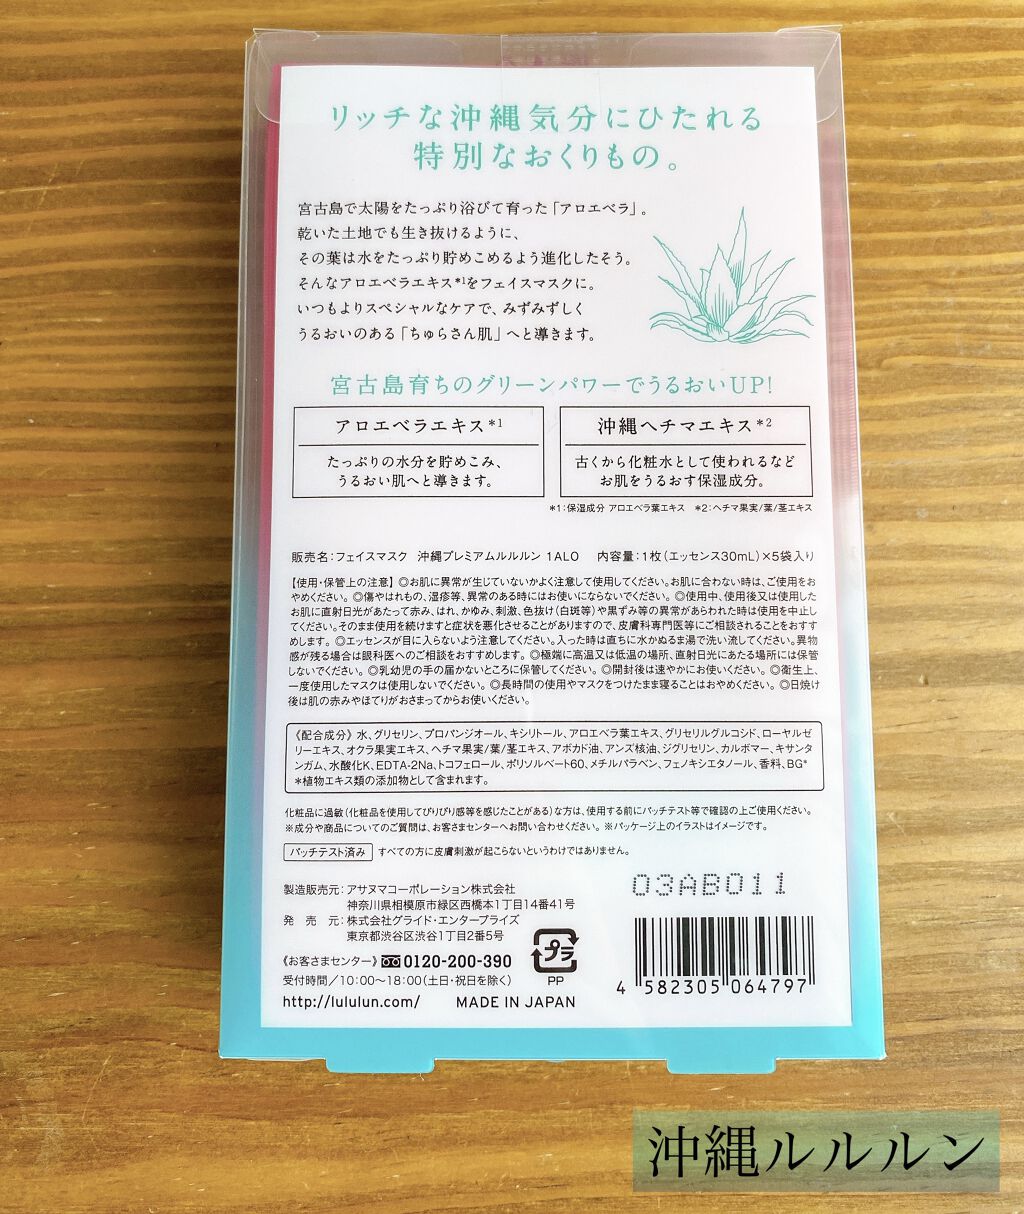 リッチな沖縄気分にひたれる
特別なおくりもの。
宮古島で太陽をたっぷり浴びて育った「アロエベラ」。
乾いた土地でも生き抜けるように、
その葉は水をたっぷり貯めこめるよう進化したそう。
そんなアロエベラエキス*1をフェイスマスクに。
いつもよりスペシャルなケアで、みずみずしく
うるおいのある「ちゅらさん肌」へと導きます。
宮古島育ちのグリーンパワーでうるおいUP!
アロエベラエキス*1
たっぷりの水分を貯めこみ、
うるおい肌へと導きます。
沖縄ヘチマエキス*2
古くから化粧水として使われるなど
お肌をうるおす保湿成分。
*1:保湿成分 アロエベラ葉エキス *2:ヘチマ果実/葉/茎エキス
販売名:フェイスマスク 沖縄プレミアムルルルン 1ALO 内容量:1枚(エッセンス30mL)×5袋入り
【使用・保管上の注意】◎お肌に異常が生じていないかよく注意して使用してください。お肌に合わない時は、ご使用をお
やめください。◎傷やはれもの、湿疹等、異常のある時にはお使いにならないでください。◎使用中、使用後又は使用した
お肌に直射日光があたって赤み、はれ、かゆみ、刺激、色抜け(白斑等)や黒ずみ等の異常があらわれた時は使用を中止し
てください。そのまま使用を続けますと症状を悪化させることがありますので、皮膚科専門医等にご相談されることをおすす
めします。◎エッセンスが目に入らないよう注意してください。入った時は直ちに水かぬるま湯で洗い流してください。異物
感が残る場合は眼科医へのご相談をおすすめします。◎極端に高温又は低温の場所、直射日光にあたる場所には保管
しないでください。◎乳幼児の手の届かないところに保管してください。◎開封後は速やかにお使いください。◎衛生上、
一度使用したマスクは使用しないでください。◎長時間の使用やマスクをつけたまま寝ることはおやめください。◎日焼け
後は肌の赤みやほてりがおさまってからお使いください。
《配合成分》水、グリセリン、プロパンジオール、キシリトール、アロエベラ葉エキス、グリセリルグルコシド、ローヤルゼ
リーエキス、オクラ果実エキス、ヘチマ果実/葉/茎エキス、アボカド油、アンズ核油、ジグリセリン、カルボマー、キサンタ
ンガム、水酸化K、EDTA-2Na、トコフェロール、ポリソルベート60、メチルパラベン、フェノキシエタノール、香料、BG*
*植物エキス類の添加物として含まれます。
化粧品に過敏(化粧品を使用してぴりぴり感等を感じたことがある)な方は、使用する前にパッチテスト等で確認の上ご使用ください。
※成分や商品についてのご質問は、お客さまセンターへお問い合わせください。※パッケージ上のイラストはイメージです。
パッチテスト済み すべての方に皮膚刺激が起こらないというわけではありません。
03AB011
製造販売元:アサヌマコーポレーション株式会社
神奈川県相模原市緑区西橋本1丁目14番41号
発売元:株式会社グライド・エンタープライズ
東京都渋谷区渋谷1丁目2番5号
《お客さまセンター》0120-200-390
受付時間/10:00〜18:00(土日・祝日を除く)
http://lululun.com/ MADE IN JAPAN
プラ
PP
4 582305 064797
沖縄ルルルン